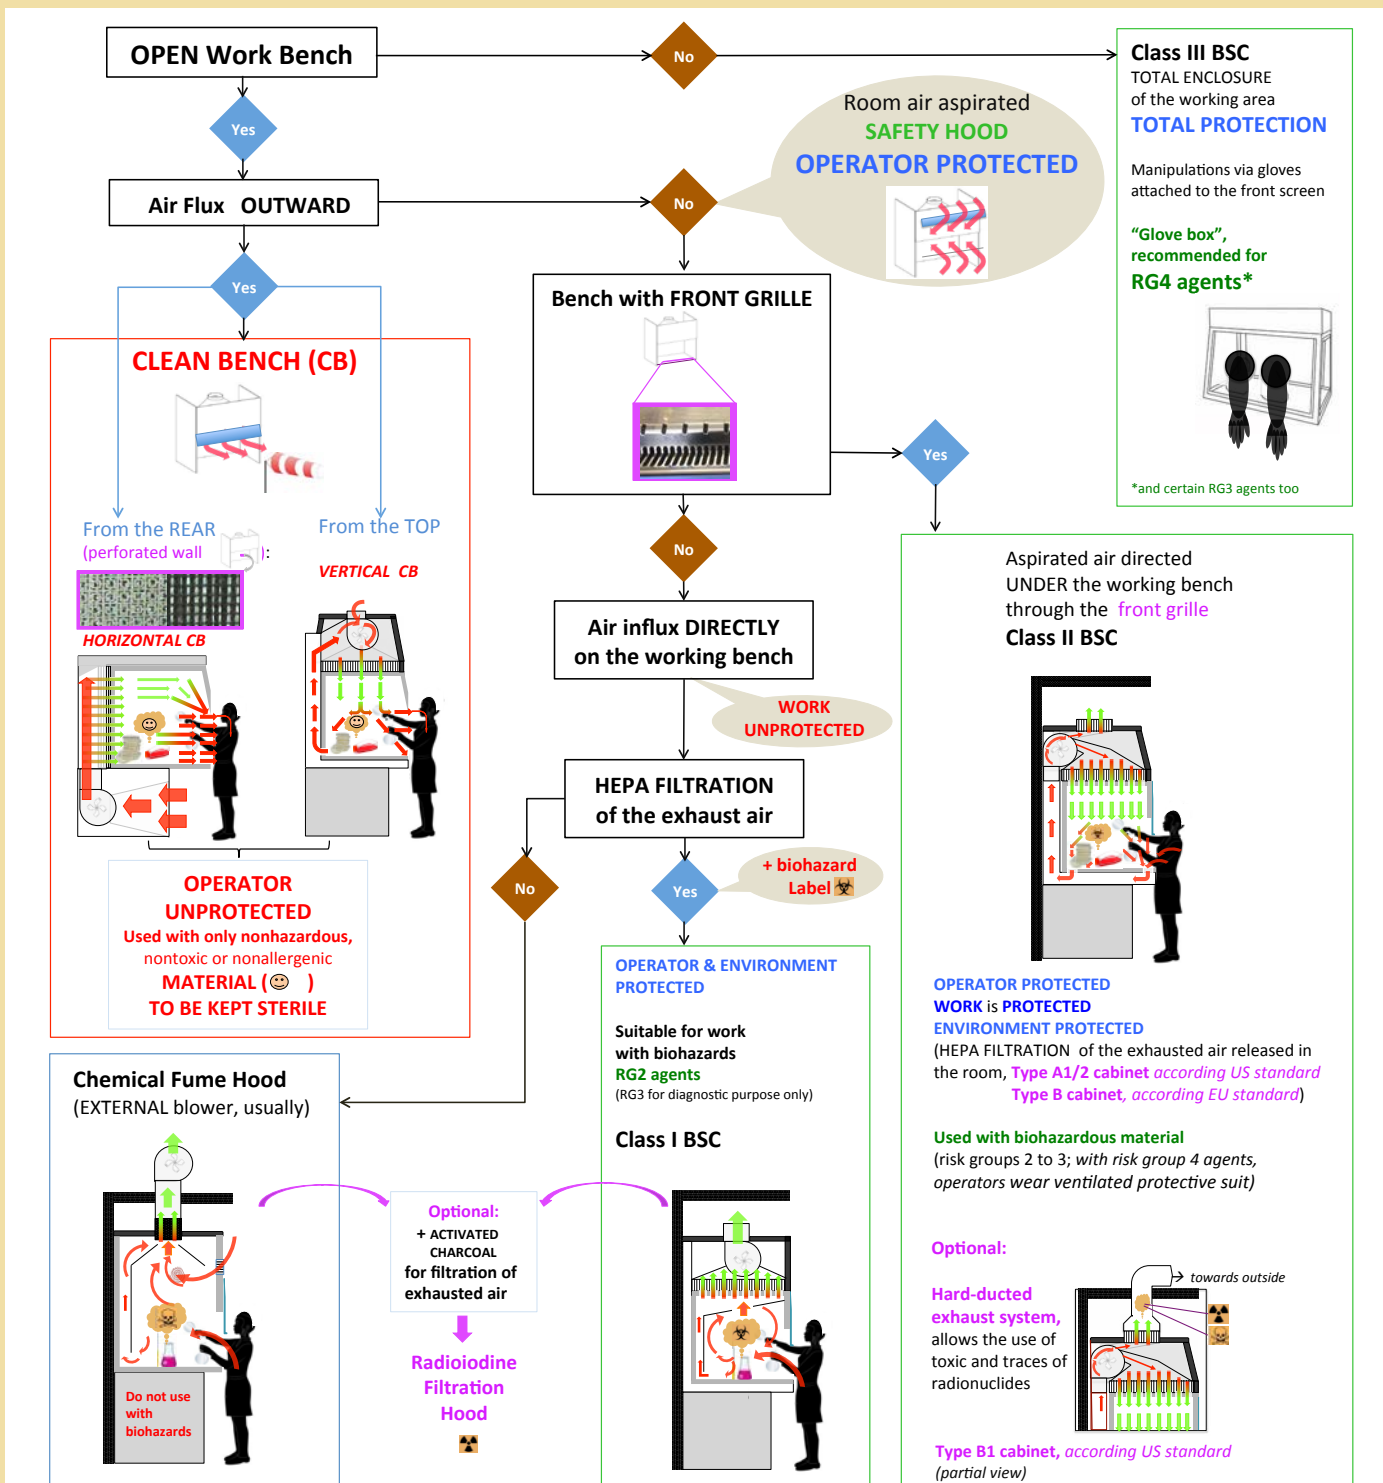 OPEN Work Bench
No
Yes
Class III BSC
TOTAL ENCLOSURE
of the working area
TOTAL PROTECTION
Manipulations via gloves
attached to the front screen
“Glove box”,
recommended for
RG4 agents*
*and certain RG3 agents too
Room air aspirated
SAFETY HOOD
OPERATOR PROTECTED
Air Flux OUTWARD
No
Yes
Bench with FRONT GRILLE
Yes
No
CLEAN BENCH (CB)
From the REAR
(perforated wall ):
HORIZONTAL CB
From the TOP
VERTICAL CB
OPERATOR
UNPROTECTED
Used with only nonhazardous,
nontoxic or nonallergenic
MATERIAL ( )
TO BE KEPT STERILE
Air influx DIRECTLY
on the working bench
WORK
UNPROTECTED
HEPA FILTRATION
of the exhaust air
No
Yes
+ biohazard
Label
Chemical Fume Hood
(EXTERNAL blower, usually)
Do not use
with
biohazards
Optional:
+ ACTIVATED
CHARCOAL
for filtration of
exhausted air
Radioiodine
Filtration
Hood
OPERATOR & ENVIRONMENT
PROTECTED
Suitable for work
with biohazards
RG2 agents
(RG3 for diagnostic purpose only)
Class I BSC
Aspirated air directed
UNDER the working bench
through the front grille
Class II BSC
OPERATOR PROTECTED
WORK is PROTECTED
ENVIRONMENT PROTECTED
(HEPA FILTRATION of the exhausted air released in
the room, Type A1/2 cabinet according US standard
Type B cabinet, according EU standard)
Used with biohazardous material
(risk groups 2 to 3; with risk group 4 agents,
operators wear ventilated protective suit)
Optional:
Hard-ducted
exhaust system,
allows the use of
toxic and traces of
radionuclides
towards outside
Type B1 cabinet, according US standard
(partial view)